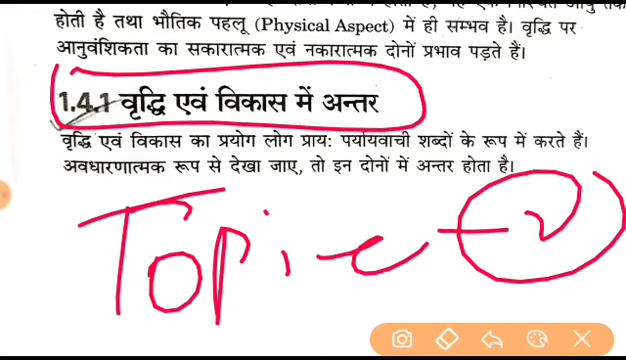 होती है तथा भौतिक पहलू (Physical Aspect) में ही सम्भव है। वृद्धि पर
आनुवंशिकता का सकारात्मक एवं नकारात्मक दोनों प्रभाव पड़ते हैं।
1.4.1 वृद्धि एवं विकास में अन्तर
वृद्धि एवं विकास का प्रयोग लोग प्रायः पर्यायवाची शब्दों के रूप में करते हैं।
अवधारणात्मक रूप से देखा जाए, तो इन दोनों में अन्तर होता है।
Topic -